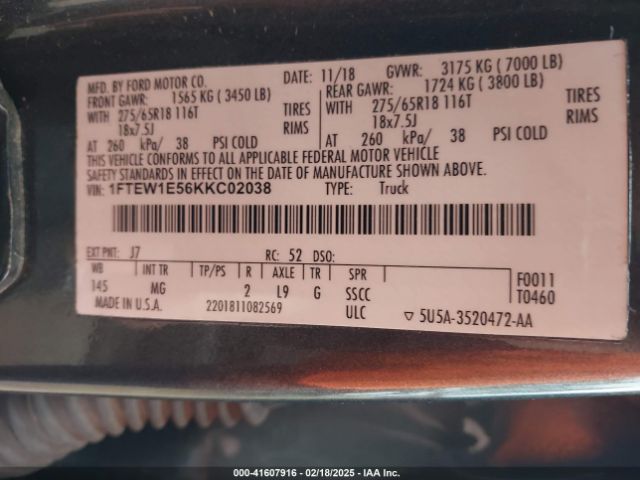 MFD. BY FORD MOTOR CO. DATE: 11/18 GVWR: 3175 KG ( 7000 LB)
FRONT GAWR: 1565 KG ( 3450 LB) REAR GAWR: 1724 KG ( 3800 LB)
WITH 275/65R18 116T TIRES WITH 275/65R18 116T TIRES
18x7.5J RIMS 18x7.5J RIMS
AT 260 kPa/ 38 PSI COLD AT 260 kPa/ 38 PSI COLD
THIS VEHICLE CONFORMS TO ALL APPLICABLE FEDERAL MOTOR VEHICLE
SAFETY STANDARDS IN EFFECT ON THE DATE OF MANUFACTURE SHOWN ABOVE.
VIN: 1FTEW1E56KKC02038 TYPE: Truck
EXT PNT: J7 RC: 52 DSO:
WB INT TR TP/PS R AXLE TR SPR F0011
145 MG 2 L9 G SSCC T0460
MADE IN U.S.A. 2201811082569 ULC ▽ 5U5A-3520472-AA
000-41607916 - 02/18/2025 - IAA Inc.